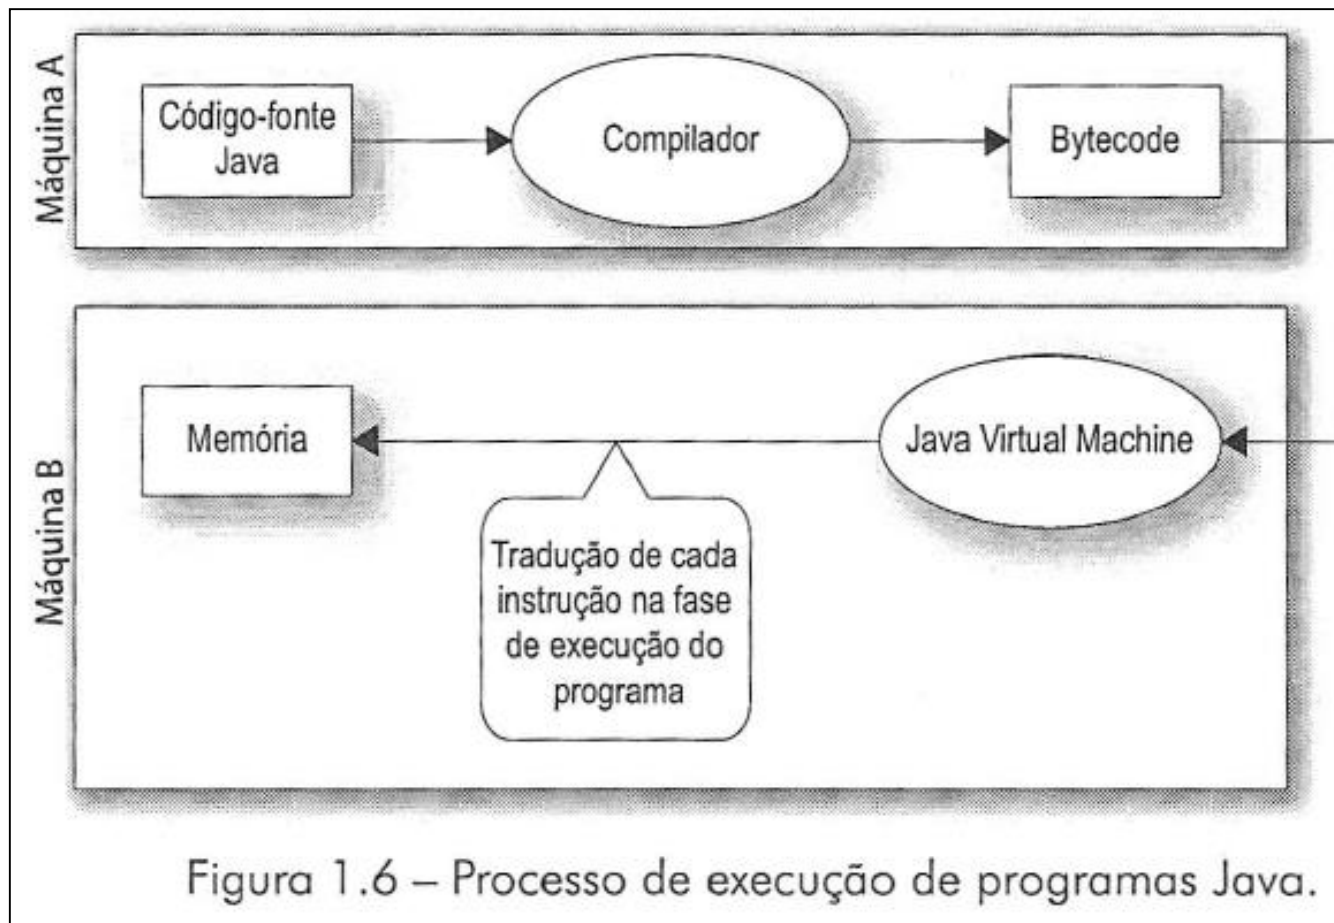 Máquina A
Código-fonte
Java
Compilador
Bytecode
Máquina B
Memória
Java Virtual Machine
Tradução de cada
instrução na fase
de execução do
programa
Figura 1.6 – Processo de execução de programas Java.